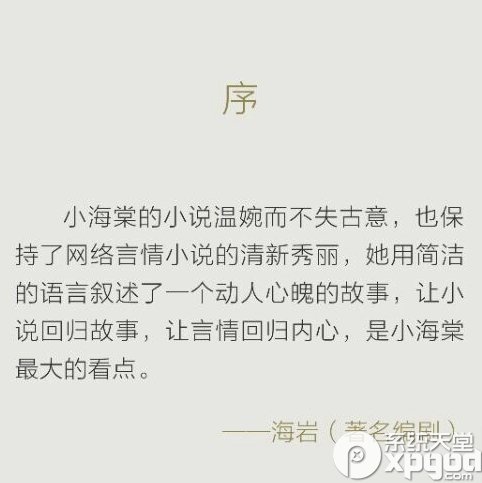 序
小海棠的小说温婉而不失古意，也保
持了网络言情小说的清新秀丽，她用简洁
的语言叙述了一个动人心魄的故事，让小
说回归故事，让言情回归内心，是小海棠
最大的看点。
——海岩（著名编剧）
系统天堂
xpgod.com